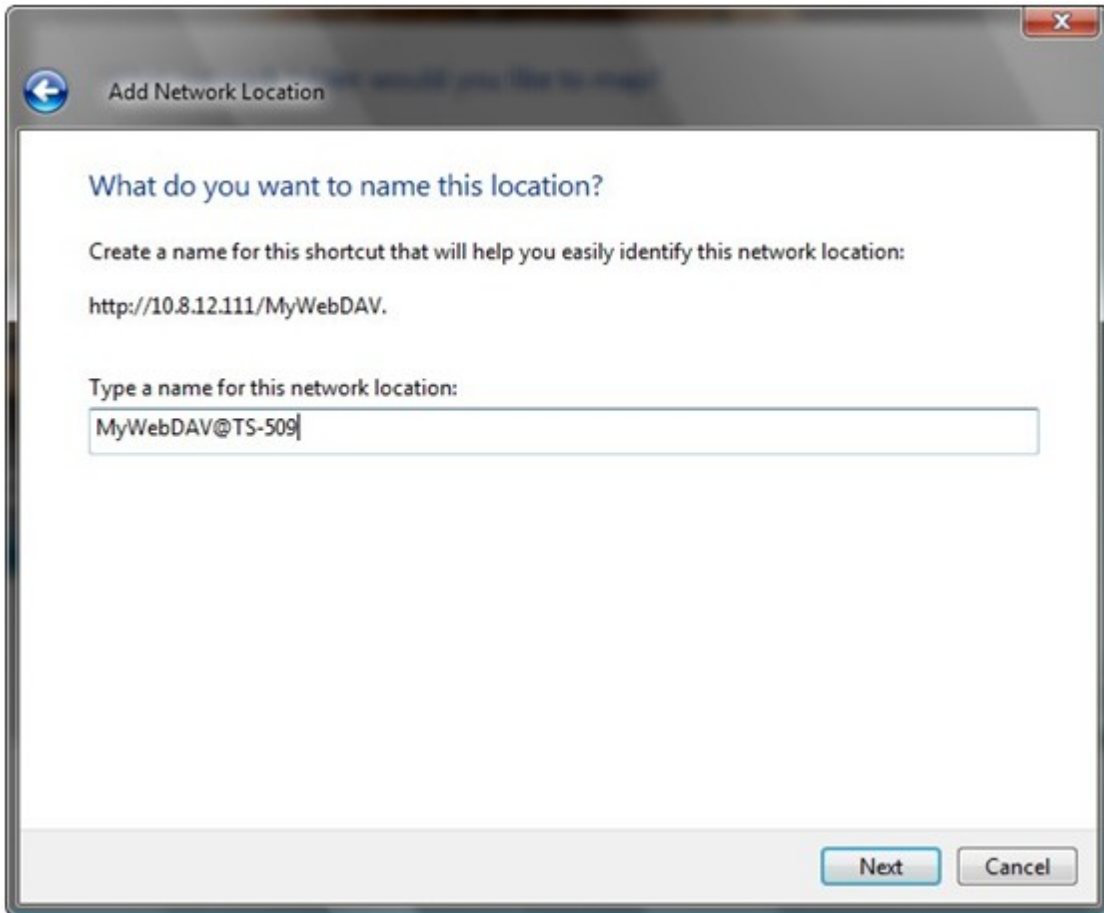 Add Network Location
What do you want to name this location?
Create a name for this shortcut that will help you easily identify this network location:
http://10.8.12.111/MyWebDAV.
Type a name for this network location:
MyWebDAV@TS-509
Next
Cancel